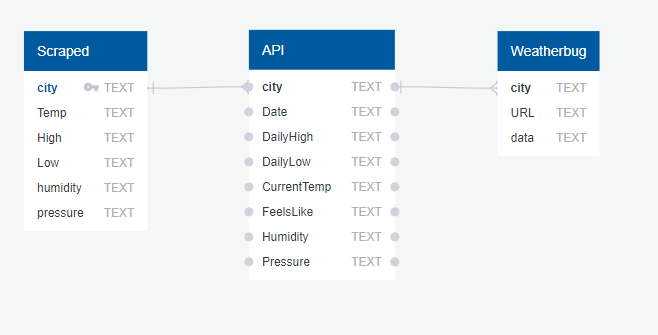 Scraped
city TEXT
Temp TEXT
High TEXT
Low TEXT
humidity TEXT
pressure TEXT
API
city TEXT
Date TEXT
DailyHigh TEXT
DailyLow TEXT
CurrentTemp TEXT
FeelsLike TEXT
Humidity TEXT
Pressure TEXT
Weatherbug
city TEXT
URL TEXT
data TEXT